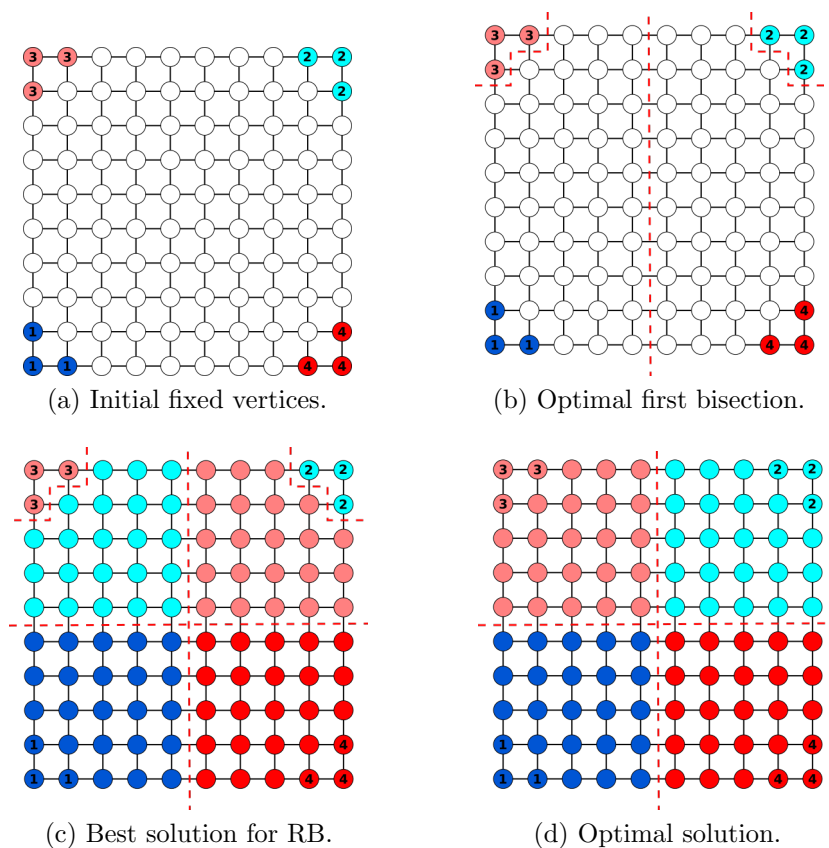 3 3 2 2
3 2
1 4
1 1 4 4
(a) Initial fixed vertices.
3 3 2 2
3 2
1 4
1 1 4 4
(b) Optimal first bisection.
3 3 2 2
3 2
1 4
1 1 4 4
(c) Best solution for RB.
3 3 2 2
3 2
1 4
1 1 4 4
(d) Optimal solution.